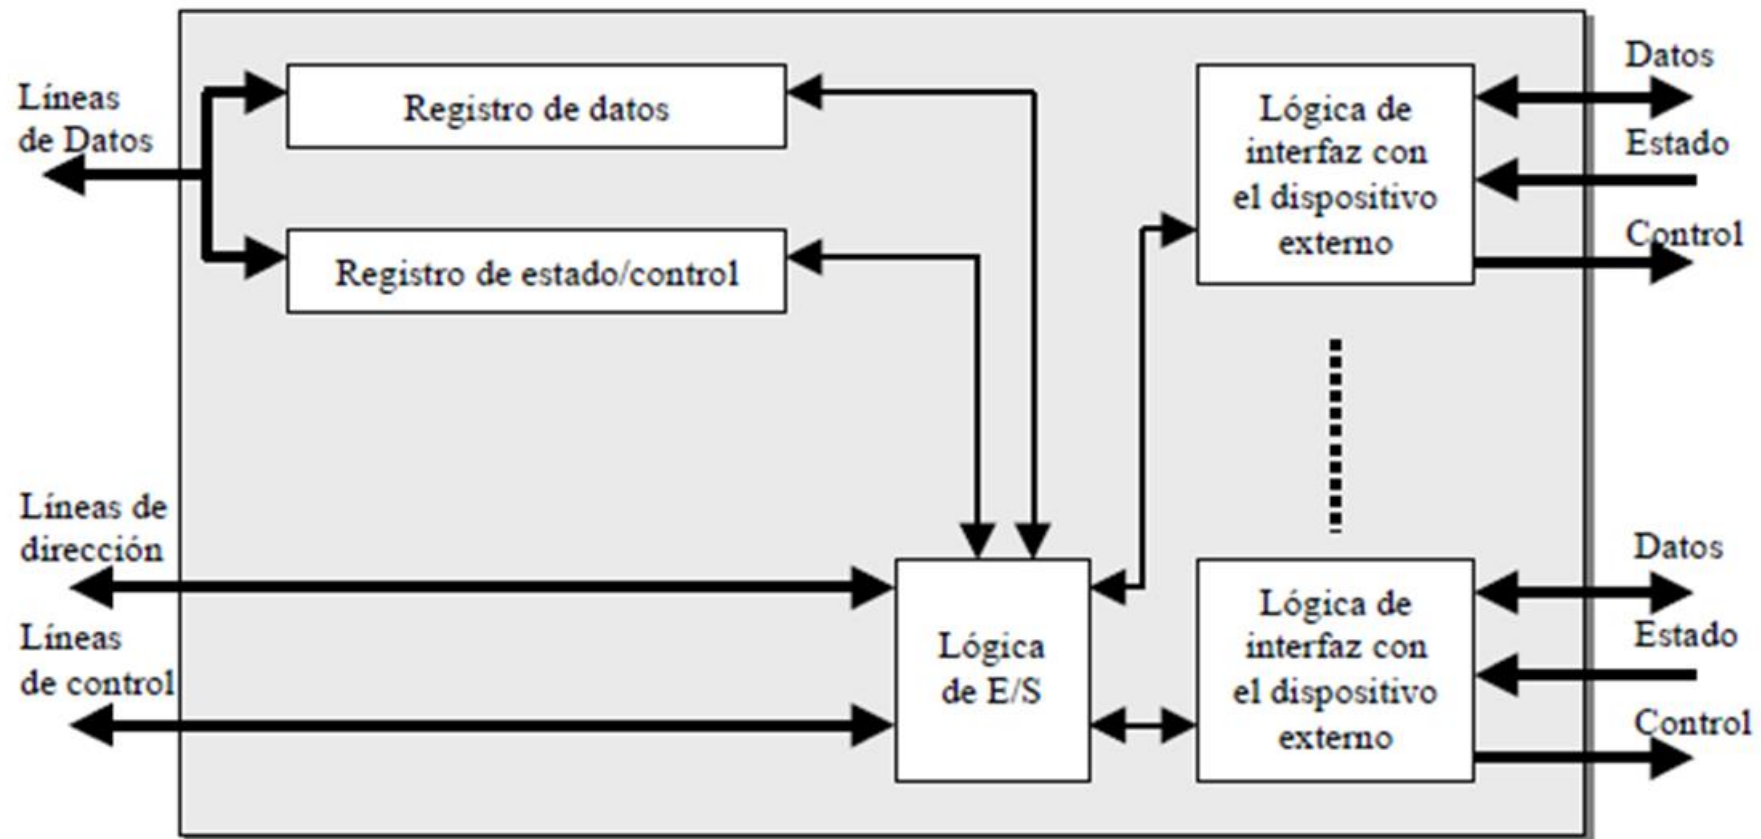 Líneas
de Datos
Registro de datos
Registro de estado/control
Lógica de
interfaz con
el dispositivo
externo
Datos
Estado
Control
Líneas de
dirección
Líneas
de control
Lógica
de E/S
Lógica de
interfaz con
el dispositivo
externo
Datos
Estado
Control